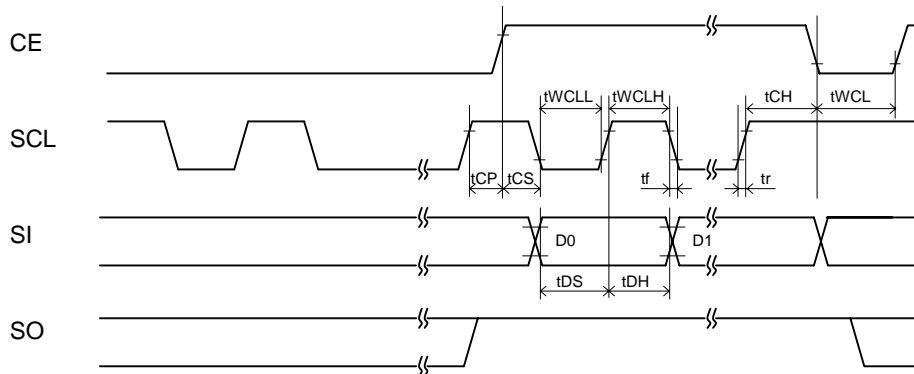 CE
tWCLL tWCLH tCH tWCL
SCL
tCP tCS tf tr
SI
D0 D1
tDS tDH
SO